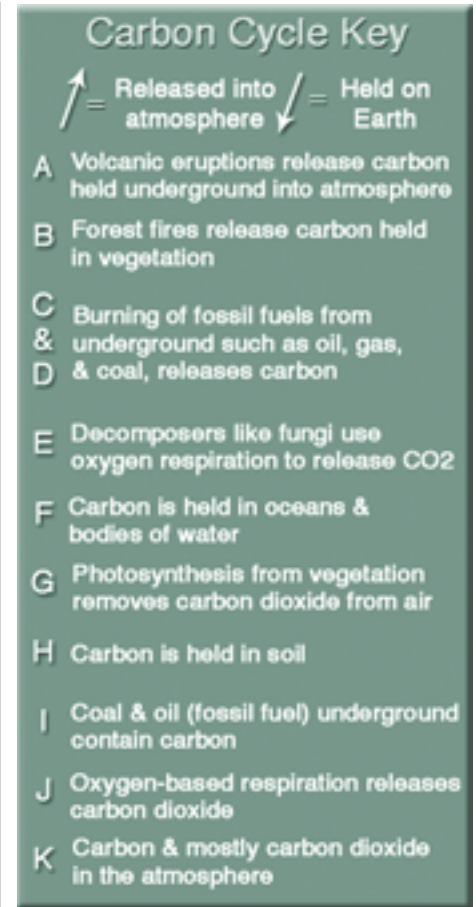 Carbon Cycle Key
= Released into atmosphere = Held on Earth
A Volcanic eruptions release carbon
held underground into atmosphere
B Forest fires release carbon held
in vegetation
C & D Burning of fossil fuels from
underground such as oil, gas,
& coal, releases carbon
E Decomposers like fungi use
oxygen respiration to release CO2
F Carbon is held in oceans &
bodies of water
G Photosynthesis from vegetation
removes carbon dioxide from air
H Carbon is held in soil
I Coal & oil (fossil fuel) underground
contain carbon
J Oxygen-based respiration releases
carbon dioxide
K Carbon & mostly carbon dioxide
in the atmosphere